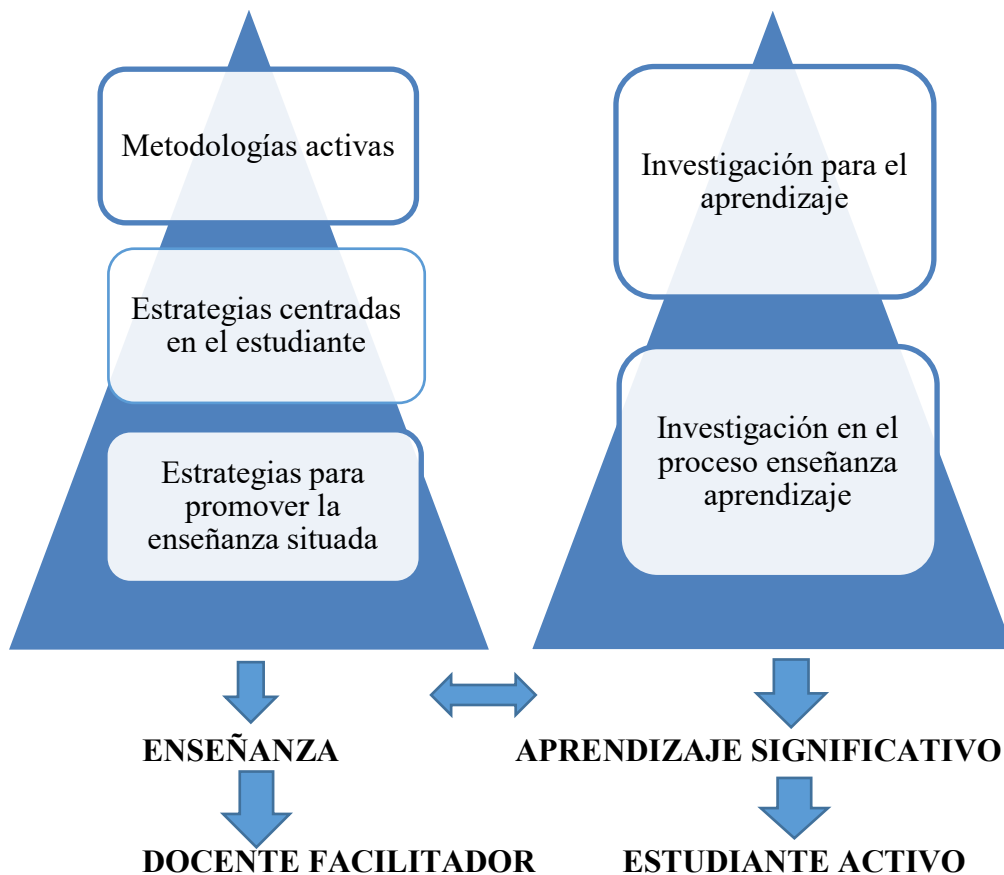 Metodologías activas
Estrategias centradas
en el estudiante
Estrategias para
promover la
enseñanza situada
Investigación para el
aprendizaje
Investigación en el
proceso enseñanza
aprendizaje
ENSEÑANZA
APRENDIZAJE SIGNIFICATIVO
DOCENTE FACILITADOR
ESTUDIANTE ACTIVO